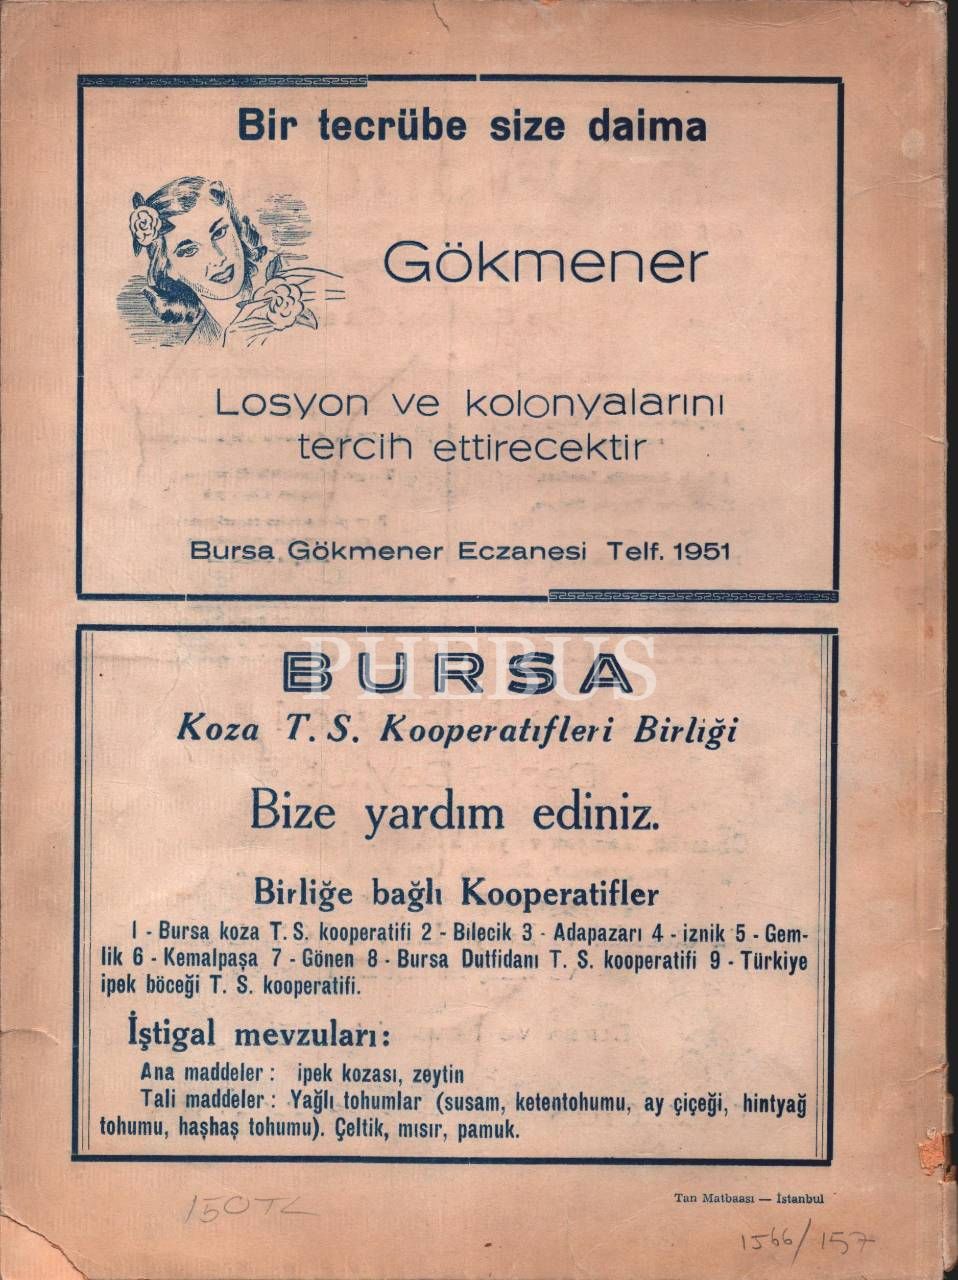 Bir tecrübe size daima
Gökmener
Losyon ve kolonyalarını
tercih ettirecektir
Bursa Gökmener Eczanesi Telf. 1951
PHEBUS
BURSA
Koza T. S. Kooperatıfleri Birliği
Bize yardım ediniz.
Birliğe bağlı Kooperatifler
1 - Bursa koza T. S. kooperatifi 2 - Bilecik 3 - Adapazarı 4 - iznik 5 - Gem-
lik 6 - Kemalpaşa 7 - Gönen 8 - Bursa Dutfidanı T. S. kooperatifi 9 - Türkiye
ipek böceği T. S. kooperatifi.
İştigal mevzuları:
Ana maddeler : ipek kozası, zeytin
Tali maddeler : Yağlı tohumlar (susam, ketentohumu, ay çiçeği, hintyağ
tohumu, haşhaş tohumu). Çeltik, mısır, pamuk.
Tan Matbaası — İstanbul
150TL
1566/157